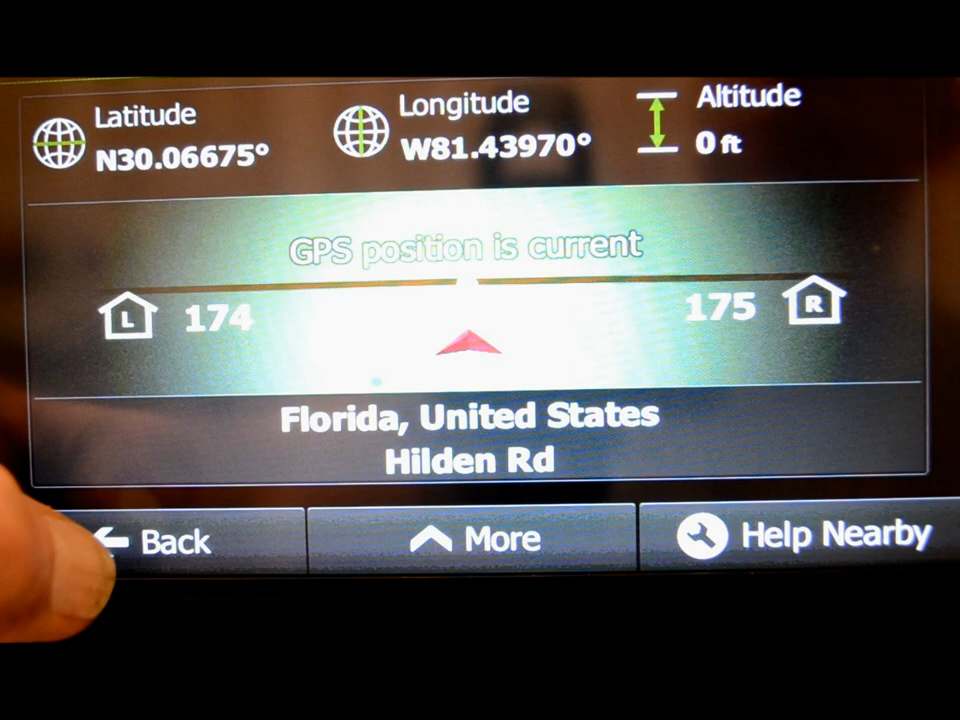 Latitude
N30.06675°
Longitude
W81.43970°
Altitude
0 ft
GPS position is current
L 174
175 R
Florida, United States
Hilden Rd
Back
More
Help Nearby